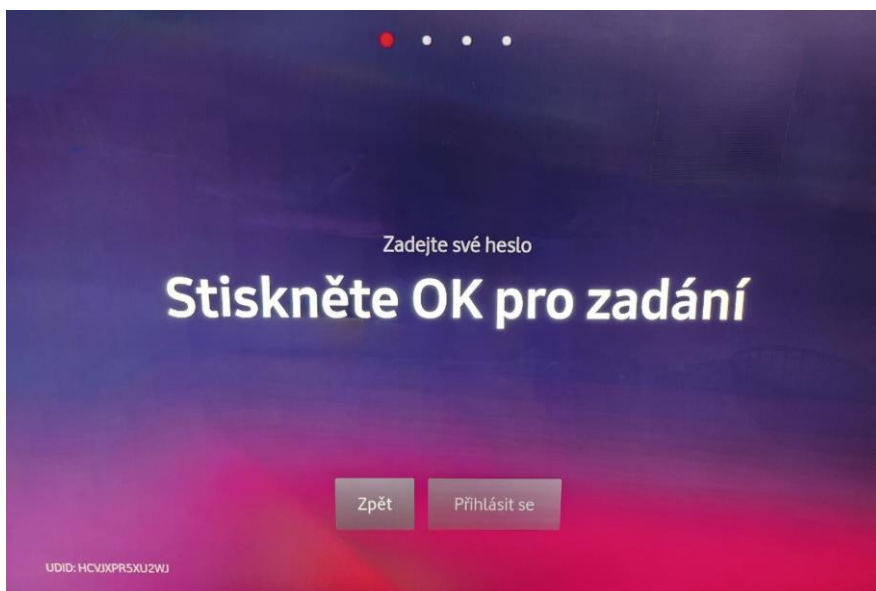 Zadejte své heslo
Stiskněte OK pro zadání
Zpět
Přihlásit se
UDID: HCVJXPR5XU2WJ